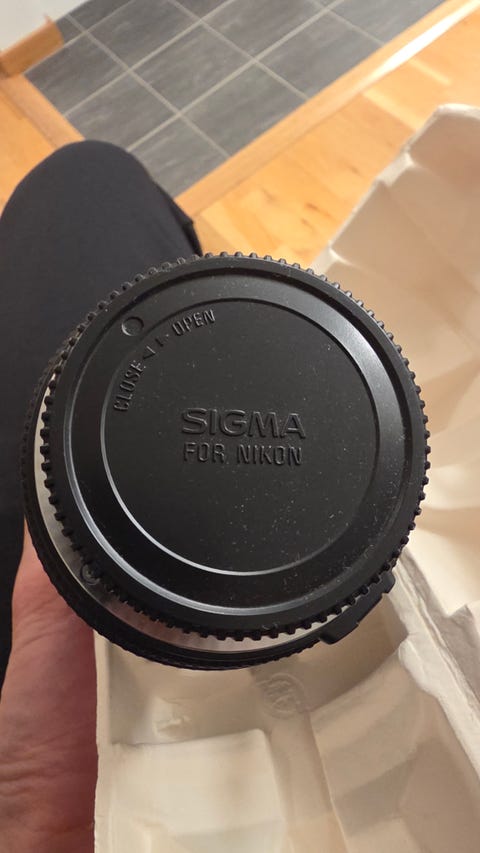 CLOSE ◁ I · OPEN
SIGMA
FOR NIKON